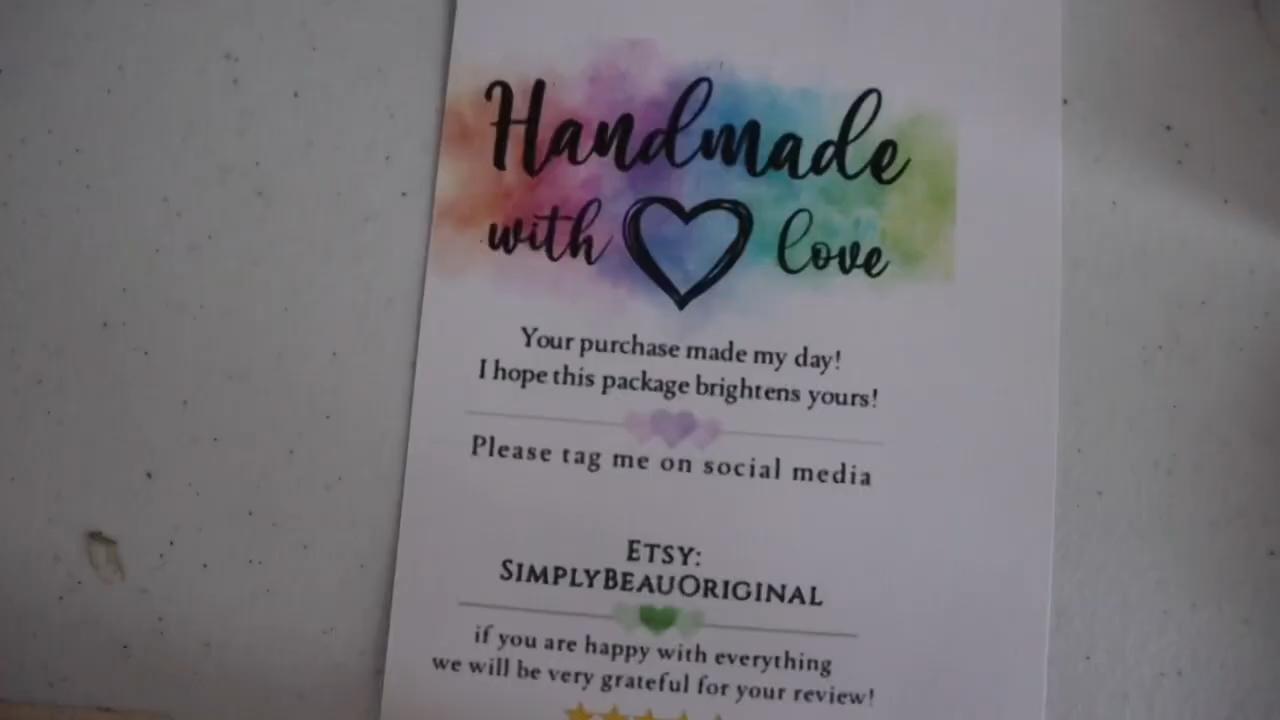 Handmade
with love
Your purchase made my day!
I hope this package brightens yours!
Please tag me on social media
ETSY:
SIMPLYBEAUORIGINAL
if you are happy with everything
we will be very grateful for your review!